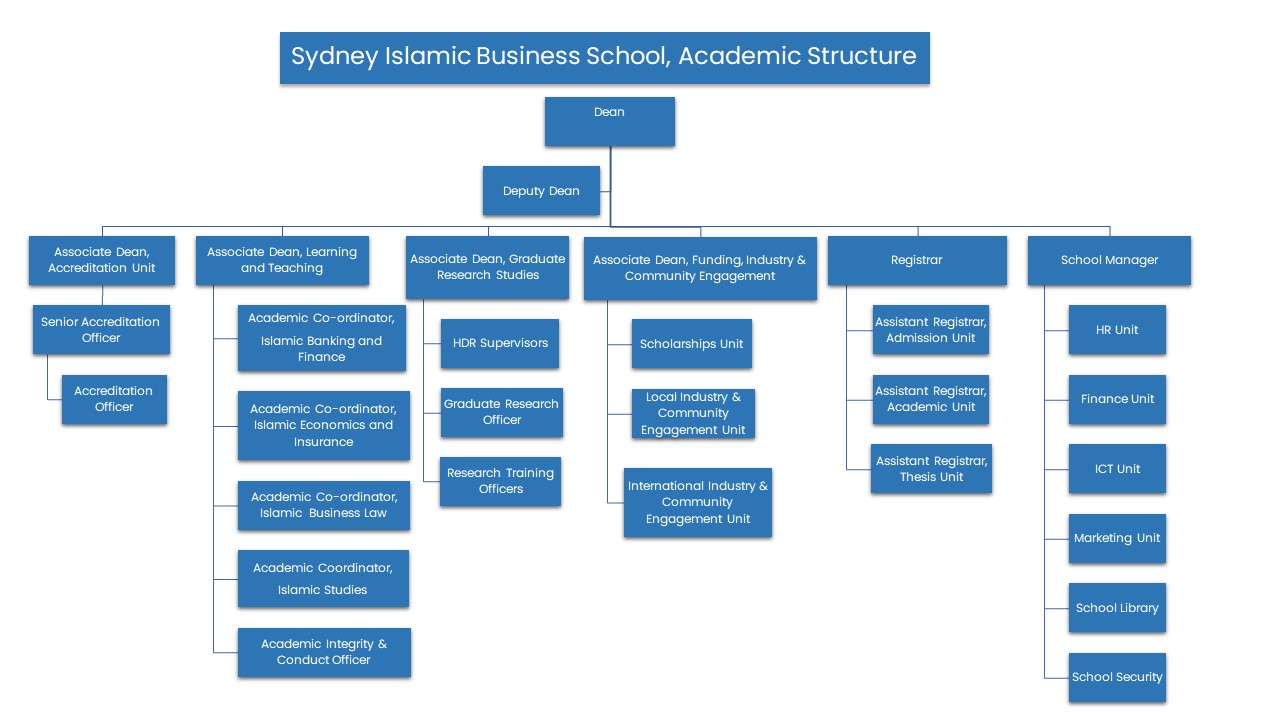 Sydney Islamic Business School, Academic Structure
Dean
Deputy Dean
Associate Dean,
Accreditation Unit
Senior Accreditation
Officer
Accreditation
Officer
Associate Dean, Learning
and Teaching
Academic Co-ordinator,
Islamic Banking and
Finance
Academic Co-ordinator,
Islamic Economics and
Insurance
Academic Co-ordinator,
Islamic Business Law
Academic Coordinator,
Islamic Studies
Academic Integrity &
Conduct Officer
Associate Dean, Graduate
Research Studies
HDR Supervisors
Graduate Research
Officer
Research Training
Officers
Associate Dean, Funding, Industry &
Community Engagement
Scholarships Unit
Local Industry &
Community
Engagement Unit
International Industry &
Community
Engagement Unit
Registrar
Assistant Registrar,
Admission Unit
Assistant Registrar,
Academic Unit
Assistant Registrar,
Thesis Unit
School Manager
HR Unit
Finance Unit
ICT Unit
Marketing Unit
School Library
School Security